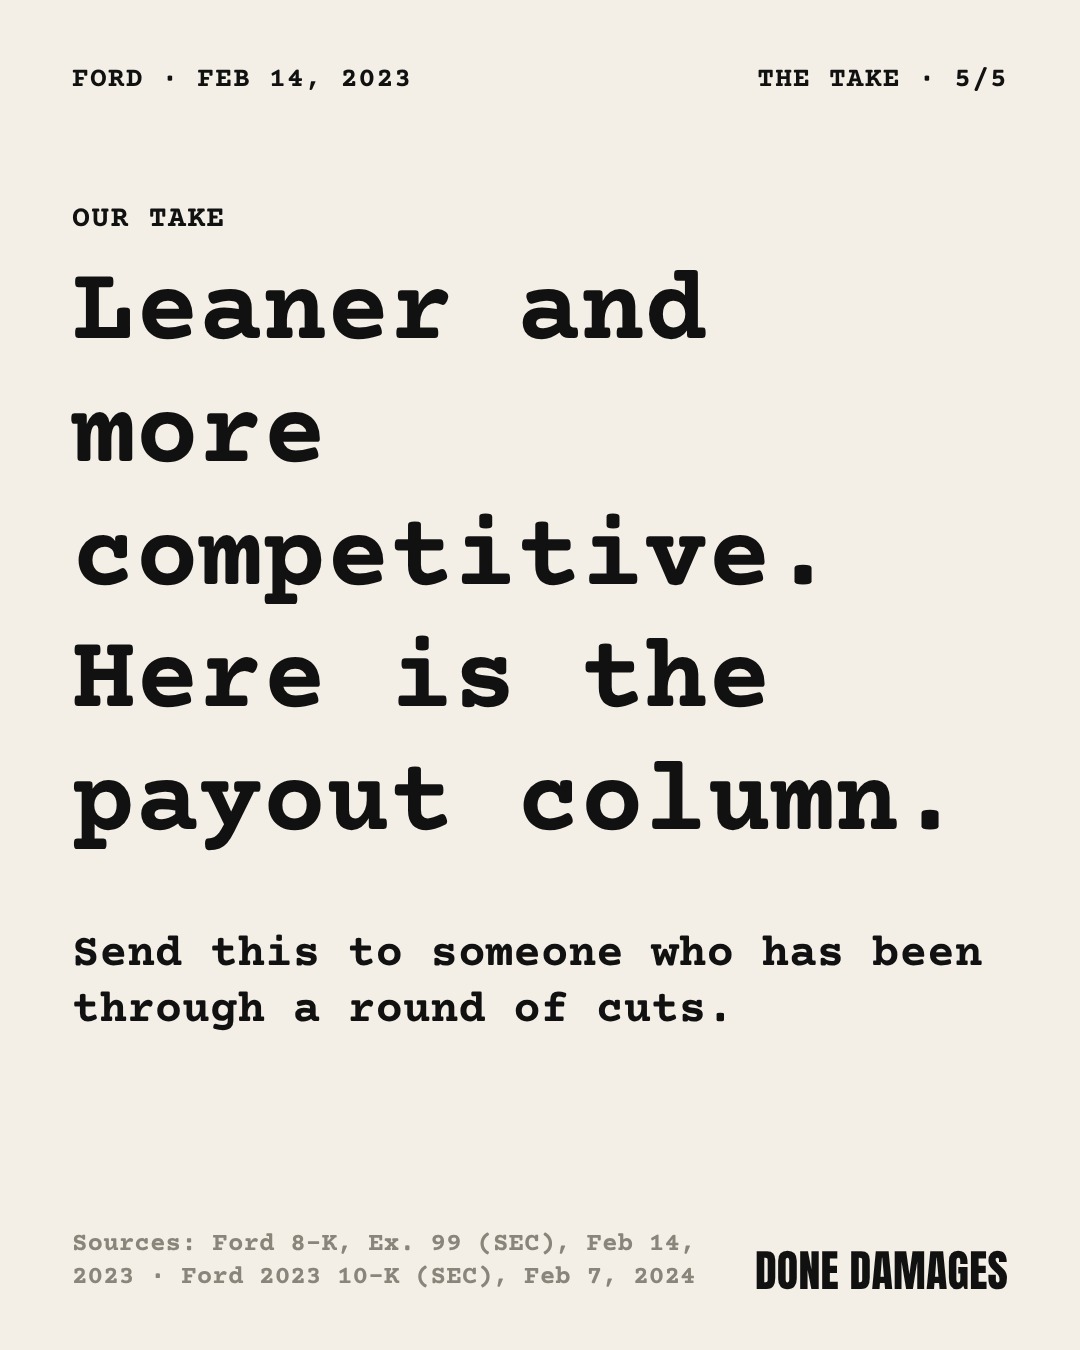 FORD · FEB 14, 2023
THE TAKE · 5/5
OUR TAKE
Leaner and
more
competitive.
Here is the
payout column.
Send this to someone who has been
through a round of cuts.
Sources: Ford 8-K, Ex. 99 (SEC), Feb 14,
2023 · Ford 2023 10-K (SEC), Feb 7, 2024
DONE DAMAGES